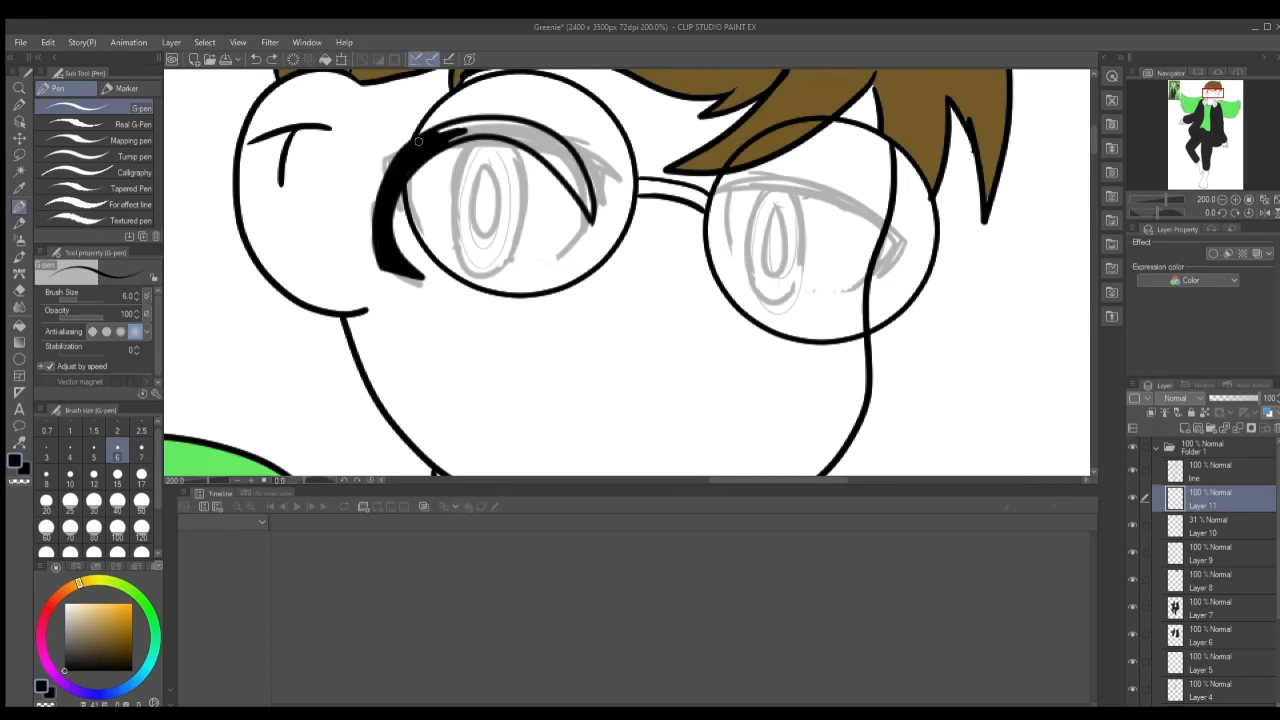 Greenie* (2400 x 3500px 72dpi 200.0%) - CLIP STUDIO PAINT EX
File Edit Story(P) Animation Layer Select View Filter Window Help
Sub Tool [Pen]
Pen Marker
G-pen
Real G-Pen
Mapping pen
Turnip pen
Calligraphy
Tapered Pen
For effect line
Textured pen
Tool property [G-pen]
G-pen
Brush Size 6.0
Opacity 100
Anti-aliasing
Stabilization 0
Adjust by speed
Vector magnet
Brush size [G-pen]
0.7 1 1.5 2 2.5
3 4 5 6 7
8 10 12 15 17
20 25 30 40 50
60 70 80 100 120
200.0 0.0
Timeline
Navigator
200.0
0.0
Layer Property
Effect
Expression color
Color
Layer
Normal 100
100 % Normal
Folder 1
100 % Normal
line
100 % Normal
Layer 11
31 % Normal
Layer 10
100 % Normal
Layer 9
100 % Normal
Layer 8
100 % Normal
Layer 7
100 % Normal
Layer 6
100 % Normal
Layer 5
100 % Normal
Layer 4